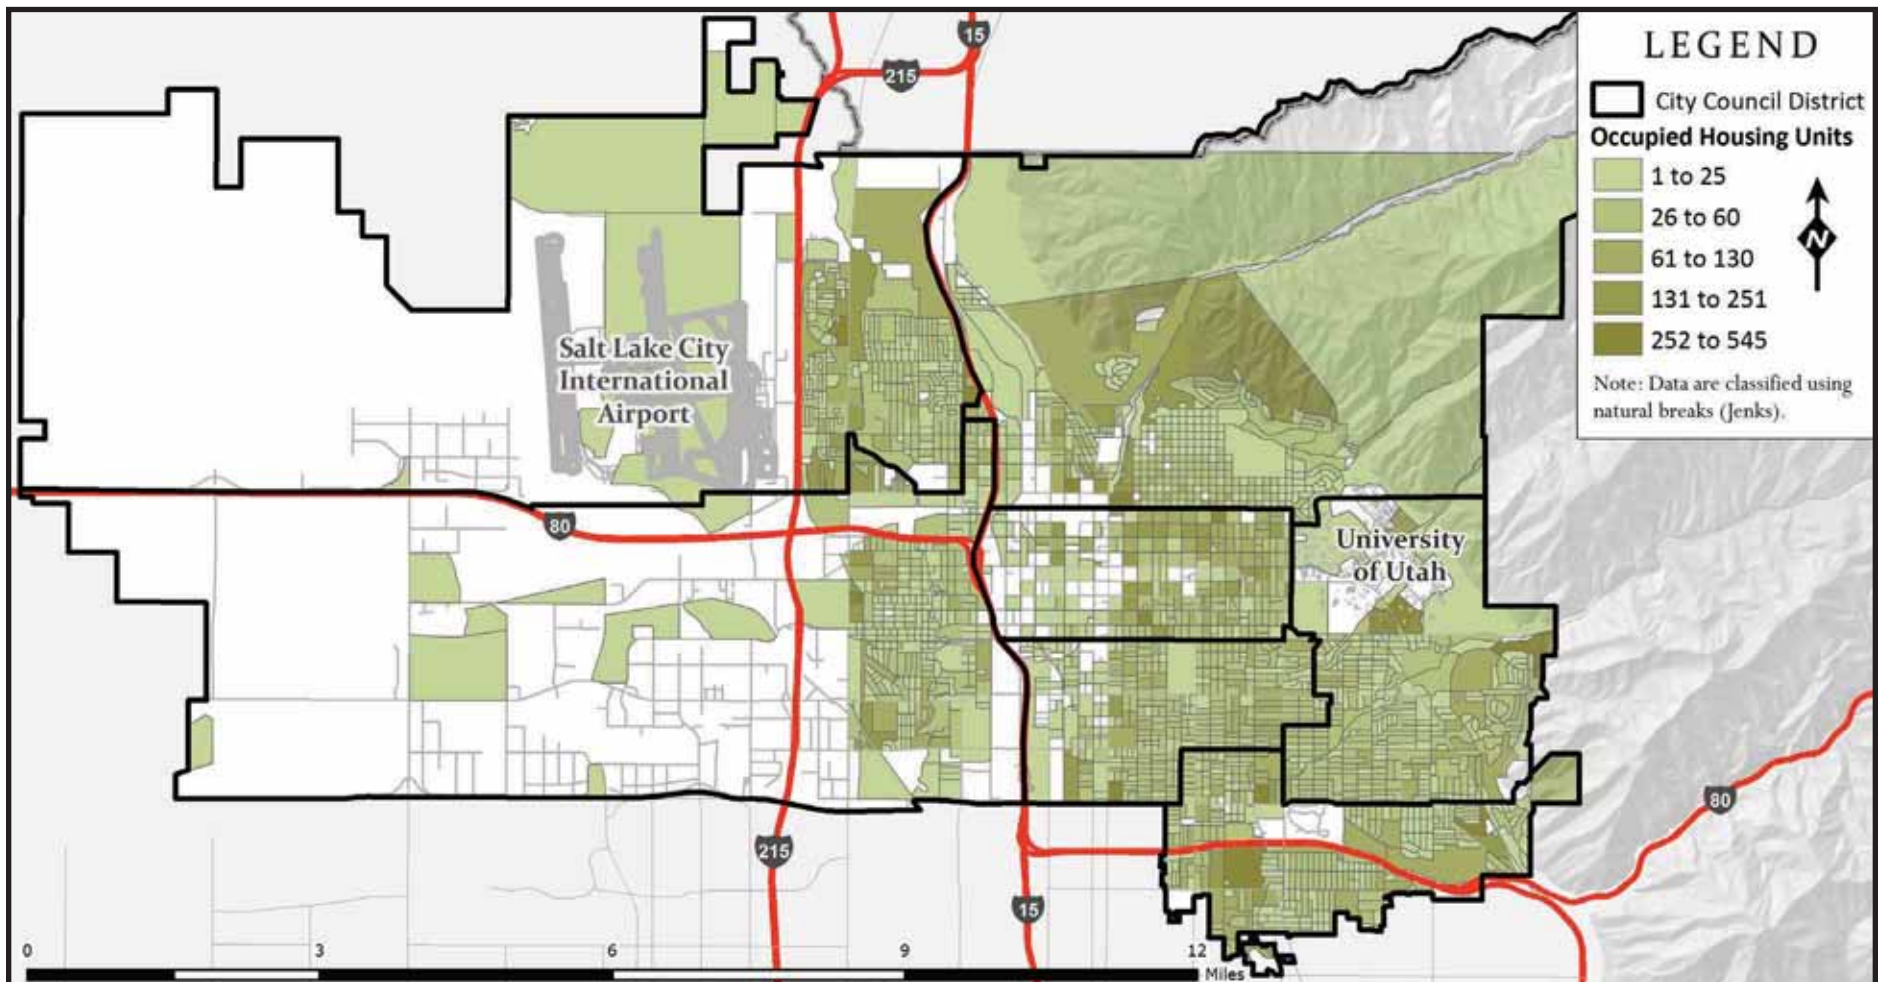 15
215
LEGEND
City Council District
Occupied Housing Units
1 to 25
26 to 60
61 to 130
131 to 251
252 to 545
N
Note: Data are classified using
natural breaks (Jenks).
Salt Lake City
International
Airport
80
University
of Utah
80
215
15
0 3 6 9 12
Miles